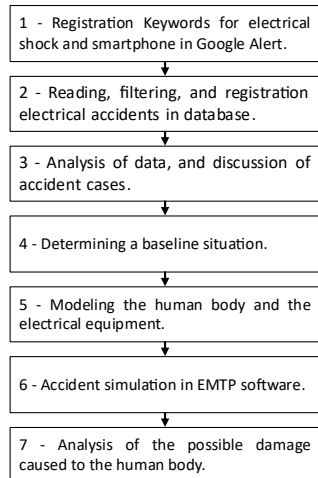 1 - Registration Keywords for electrical
shock and smartphone in Google Alert.
2 - Reading, filtering, and registration
electrical accidents in database.
3 - Analysis of data, and discussion of
accident cases.
4 - Determining a baseline situation.
5 - Modeling the human body and the
electrical equipment.
6 - Accident simulation in EMTP software.
7 - Analysis of the possible damage
caused to the human body.